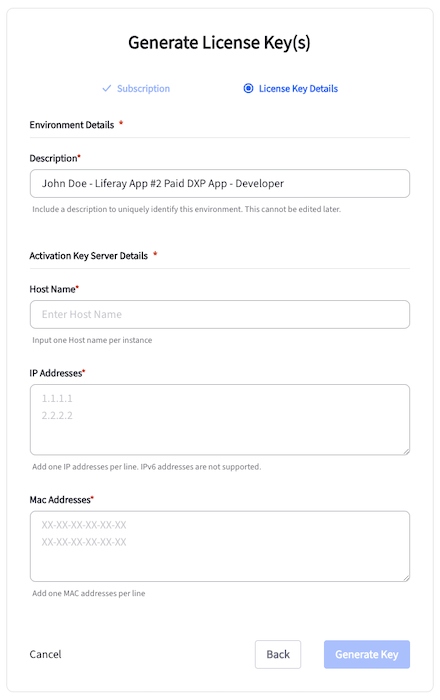 Generate License Key(s)
Subscription
License Key Details
Environment Details *
Description*
John Doe - Liferay App #2 Paid DXP App - Developer
Include a description to uniquely identify this environment. This cannot be edited later.
Activation Key Server Details *
Host Name*
Enter Host Name
Input one Host name per instance
IP Addresses*
1.1.1.1
2.2.2.2
Add one IP addresses per line. IPv6 addresses are not supported.
Mac Addresses*
XX-XX-XX-XX-XX-XX
XX-XX-XX-XX-XX-XX
Add one MAC addresses per line
Cancel
Back
Generate Key